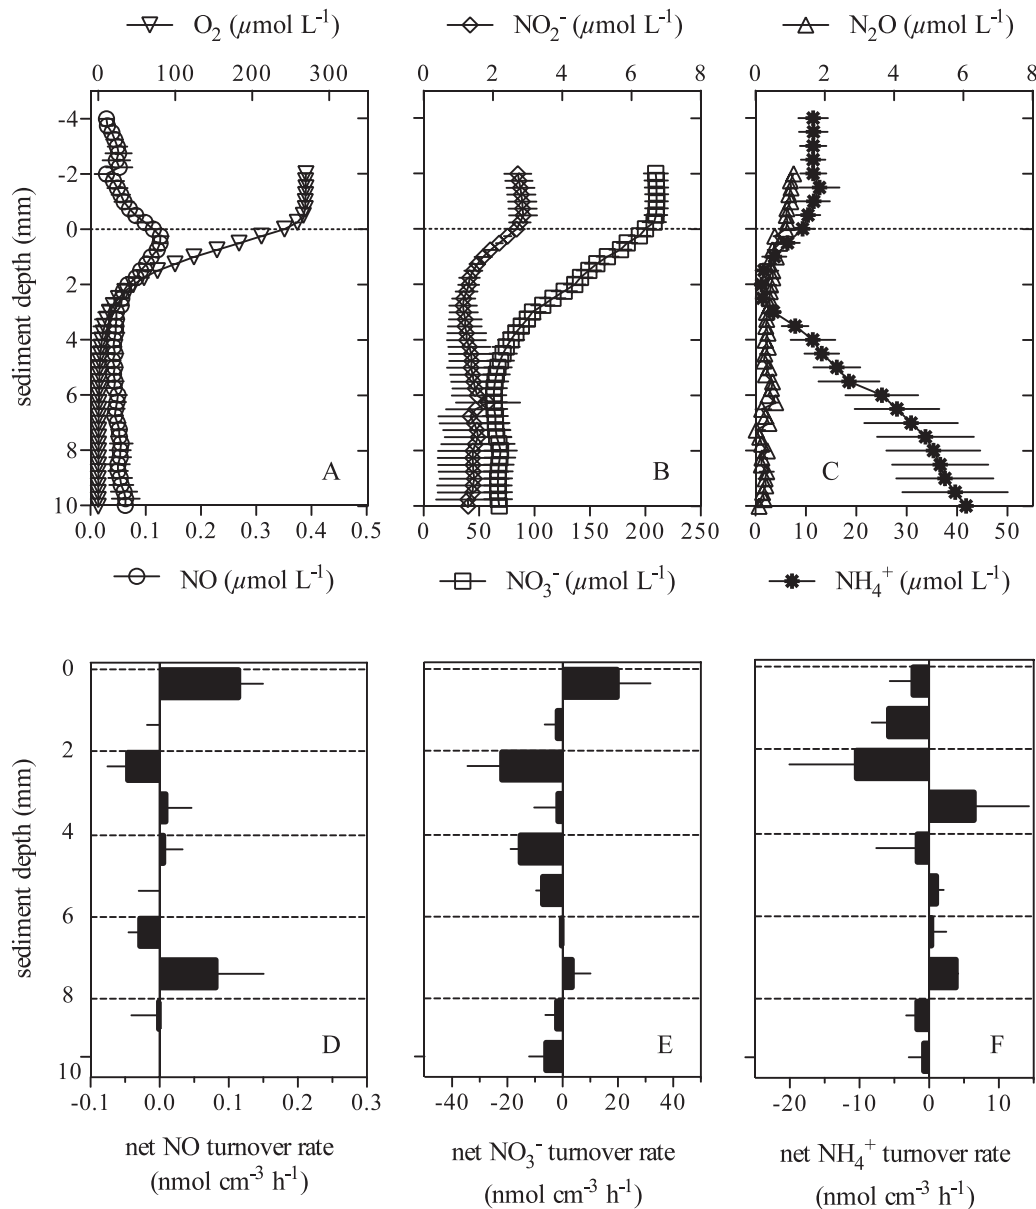 O₂ (µmol L⁻¹) NO₂⁻ (µmol L⁻¹) N₂O (µmol L⁻¹)
0 100 200 300 0 2 4 6 8 0 2 4 6 8
-4
-2
0
2
4
6
8
10
sediment depth (mm)
A B C
0.0 0.1 0.2 0.3 0.4 0.5 0 50 100 150 200 250 0 10 20 30 40 50
NO (µmol L⁻¹) NO₃⁻ (µmol L⁻¹) NH₄⁺ (µmol L⁻¹)
0
2
4
6
8
10
sediment depth (mm)
D E F
-0.1 0.0 0.1 0.2 0.3 -40 -20 0 20 40 -20 -10 0 10
net NO turnover rate net NO₃⁻ turnover rate net NH₄⁺ turnover rate
(nmol cm⁻³ h⁻¹) (nmol cm⁻³ h⁻¹) (nmol cm⁻³ h⁻¹)